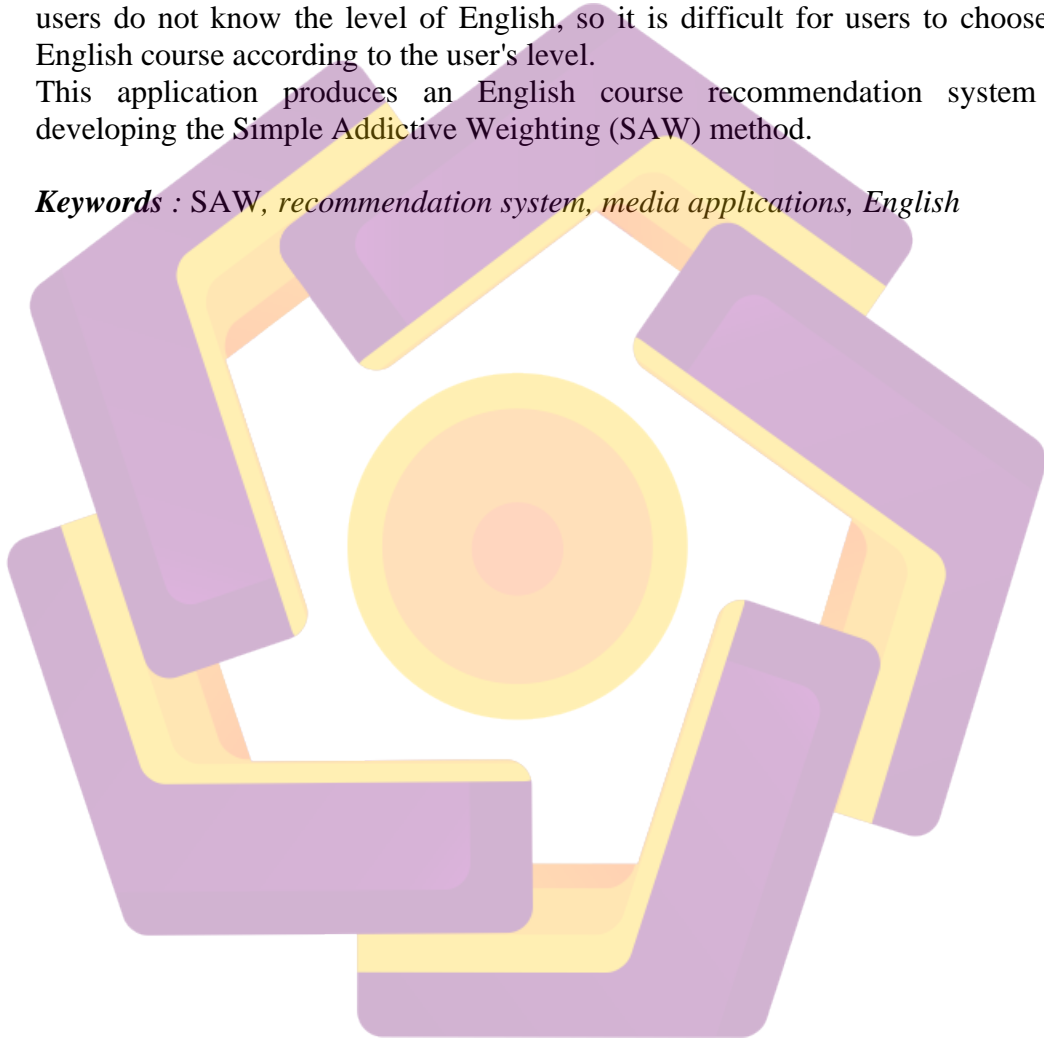 users do not know the level of English, so it is difficult for users to choose
English course according to the user's level.
This application produces an English course recommendation system
developing the Simple Addictive Weighting (SAW) method.
Keywords : SAW, recommendation system, media applications, English